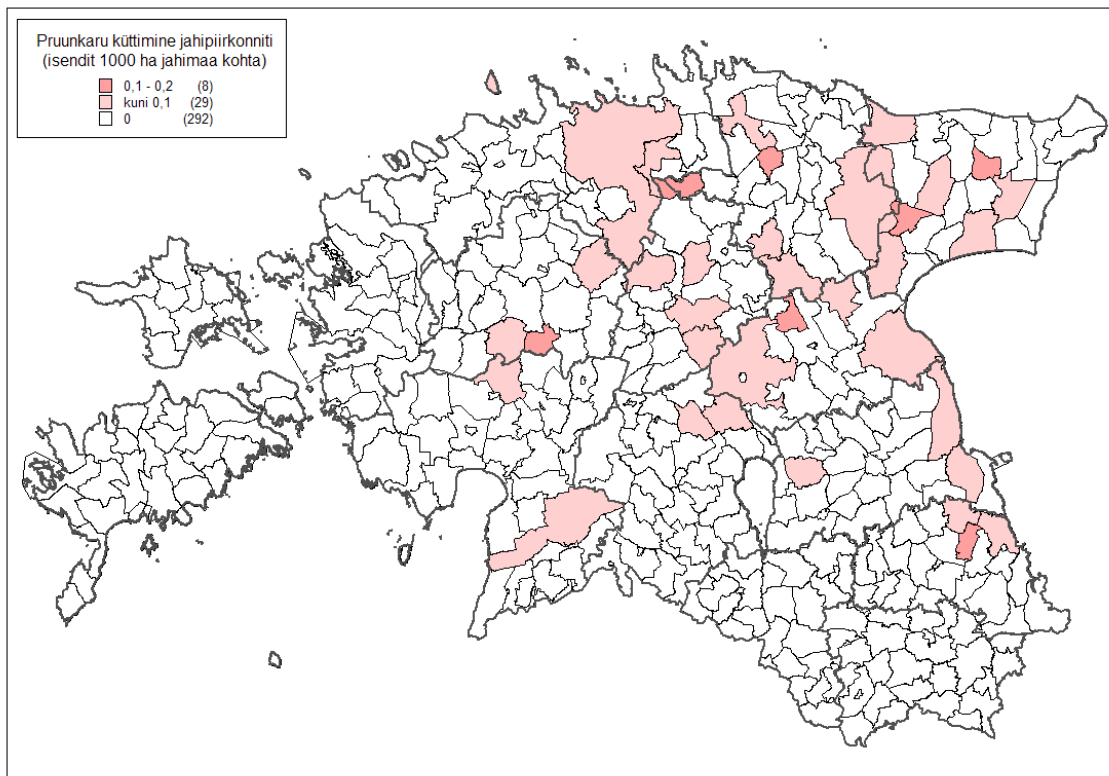 Pruunkaru küttimine jahipiirkonniti
(isendit 1000 ha jahimaa kohta)
0,1 - 0,2 (8)
kuni 0,1 (29)
0 (292)